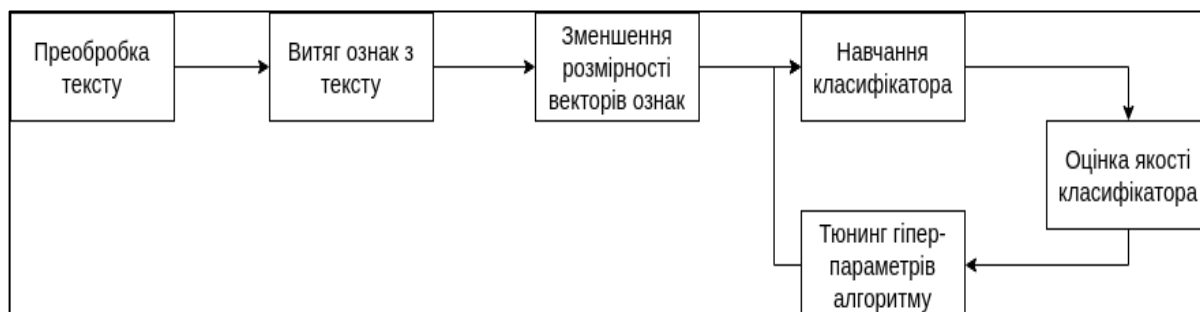 Преобробка
тексту
Витяг ознак з
тексту
Зменшення
розмірності
векторів ознак
Навчання
класифікатора
Оцінка якості
класифікатора
Тюнинг гіпер-
параметрів
алгоритму